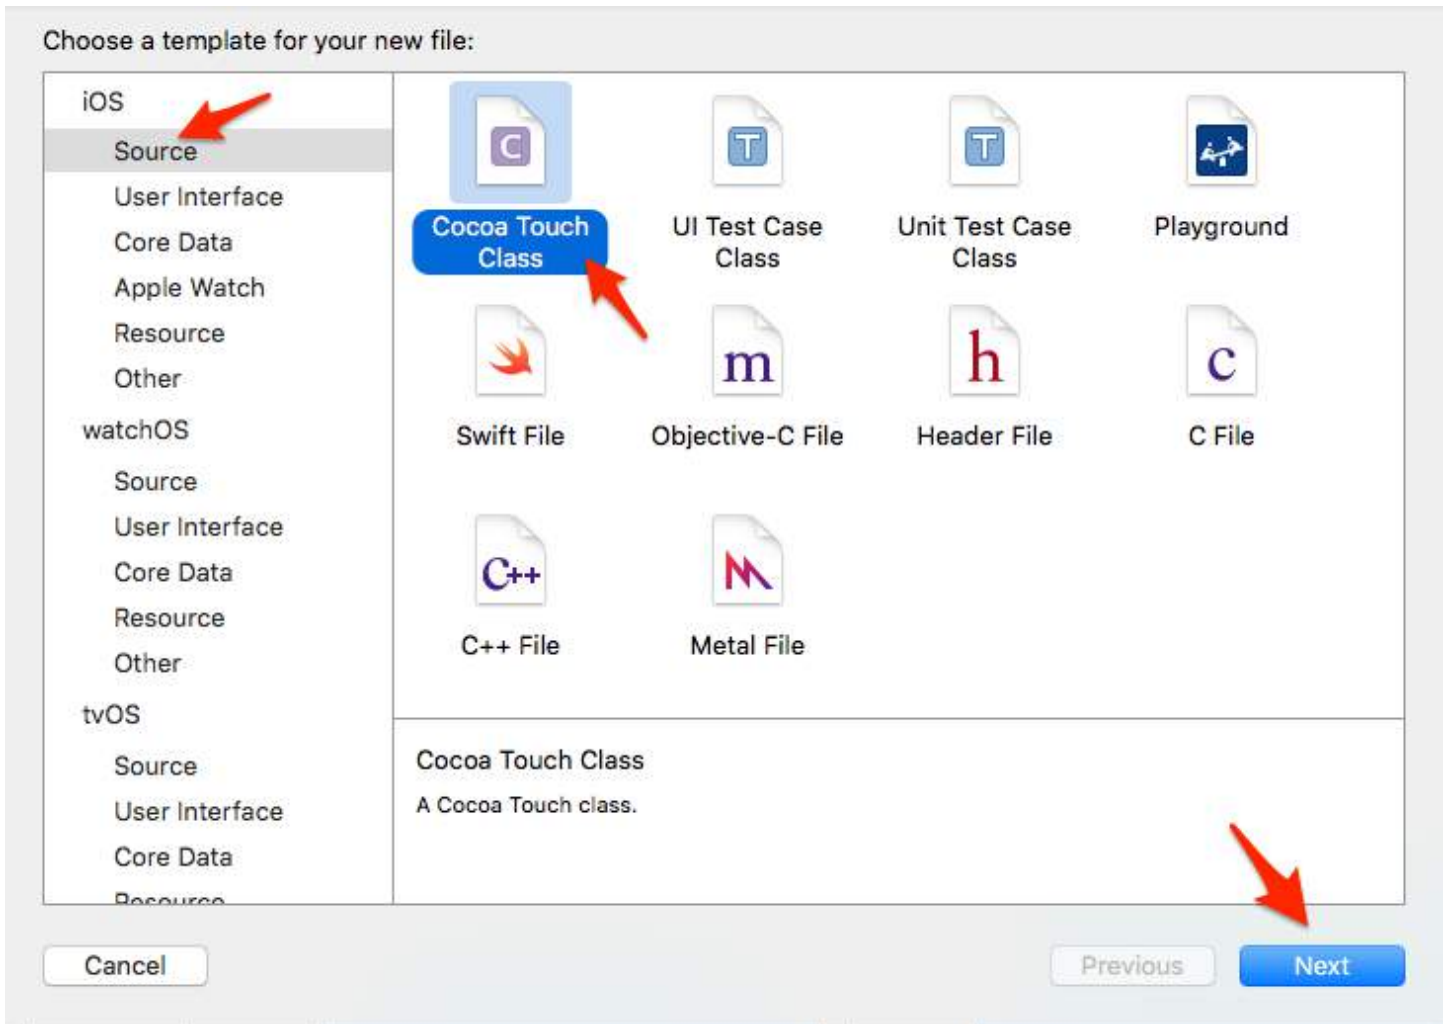 Choose a template for your new file:
iOS
Source
User Interface
Core Data
Apple Watch
Resource
Other
watchOS
Source
User Interface
Core Data
Resource
Other
tvOS
Source
User Interface
Core Data
Resource
C
Cocoa Touch
Class
T
UI Test Case
Class
T
Unit Test Case
Class
Playground
Swift File
m
Objective-C File
h
Header File
c
C File
C++
C++ File
Metal File
Cocoa Touch Class
A Cocoa Touch class.
Cancel
Previous
Next